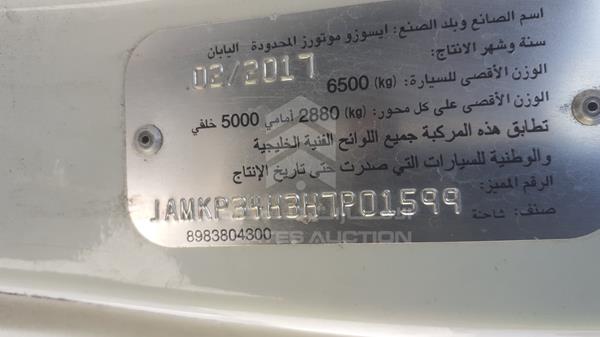 اسم الصانع وبلد الصنع: ايسوزو موتورز المحدودة اليابان
سنة وشهر الانتاج:
02/2017
الوزن الأقصى للسيارة: (kg) 6500
الوزن الأقصى على كل محور: (kg) 2880 أمامي 5000 خلفي
تطابق هذه المركبة جميع اللوائح الفنية الخليجية
والوطنية للسيارات التي صدرت حتى تاريخ الإنتاج
الرقم المميز:
JAMKP34H3H7P01599
صنف: شاحنة
8983804300
ES AUCTION